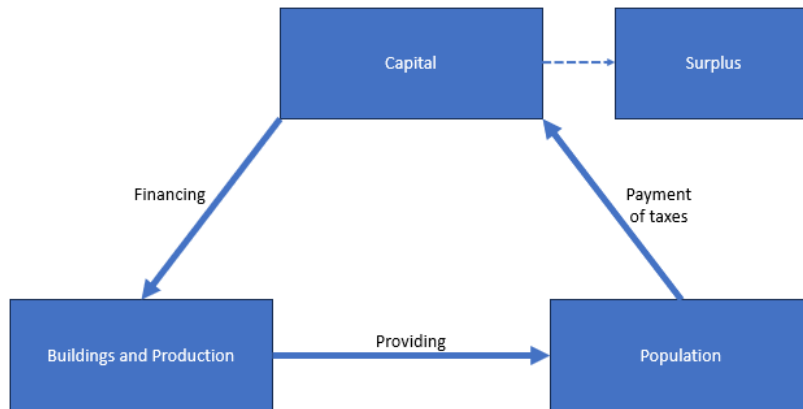 Capital
Surplus
Financing
Payment
of taxes
Buildings and Production
Providing
Population